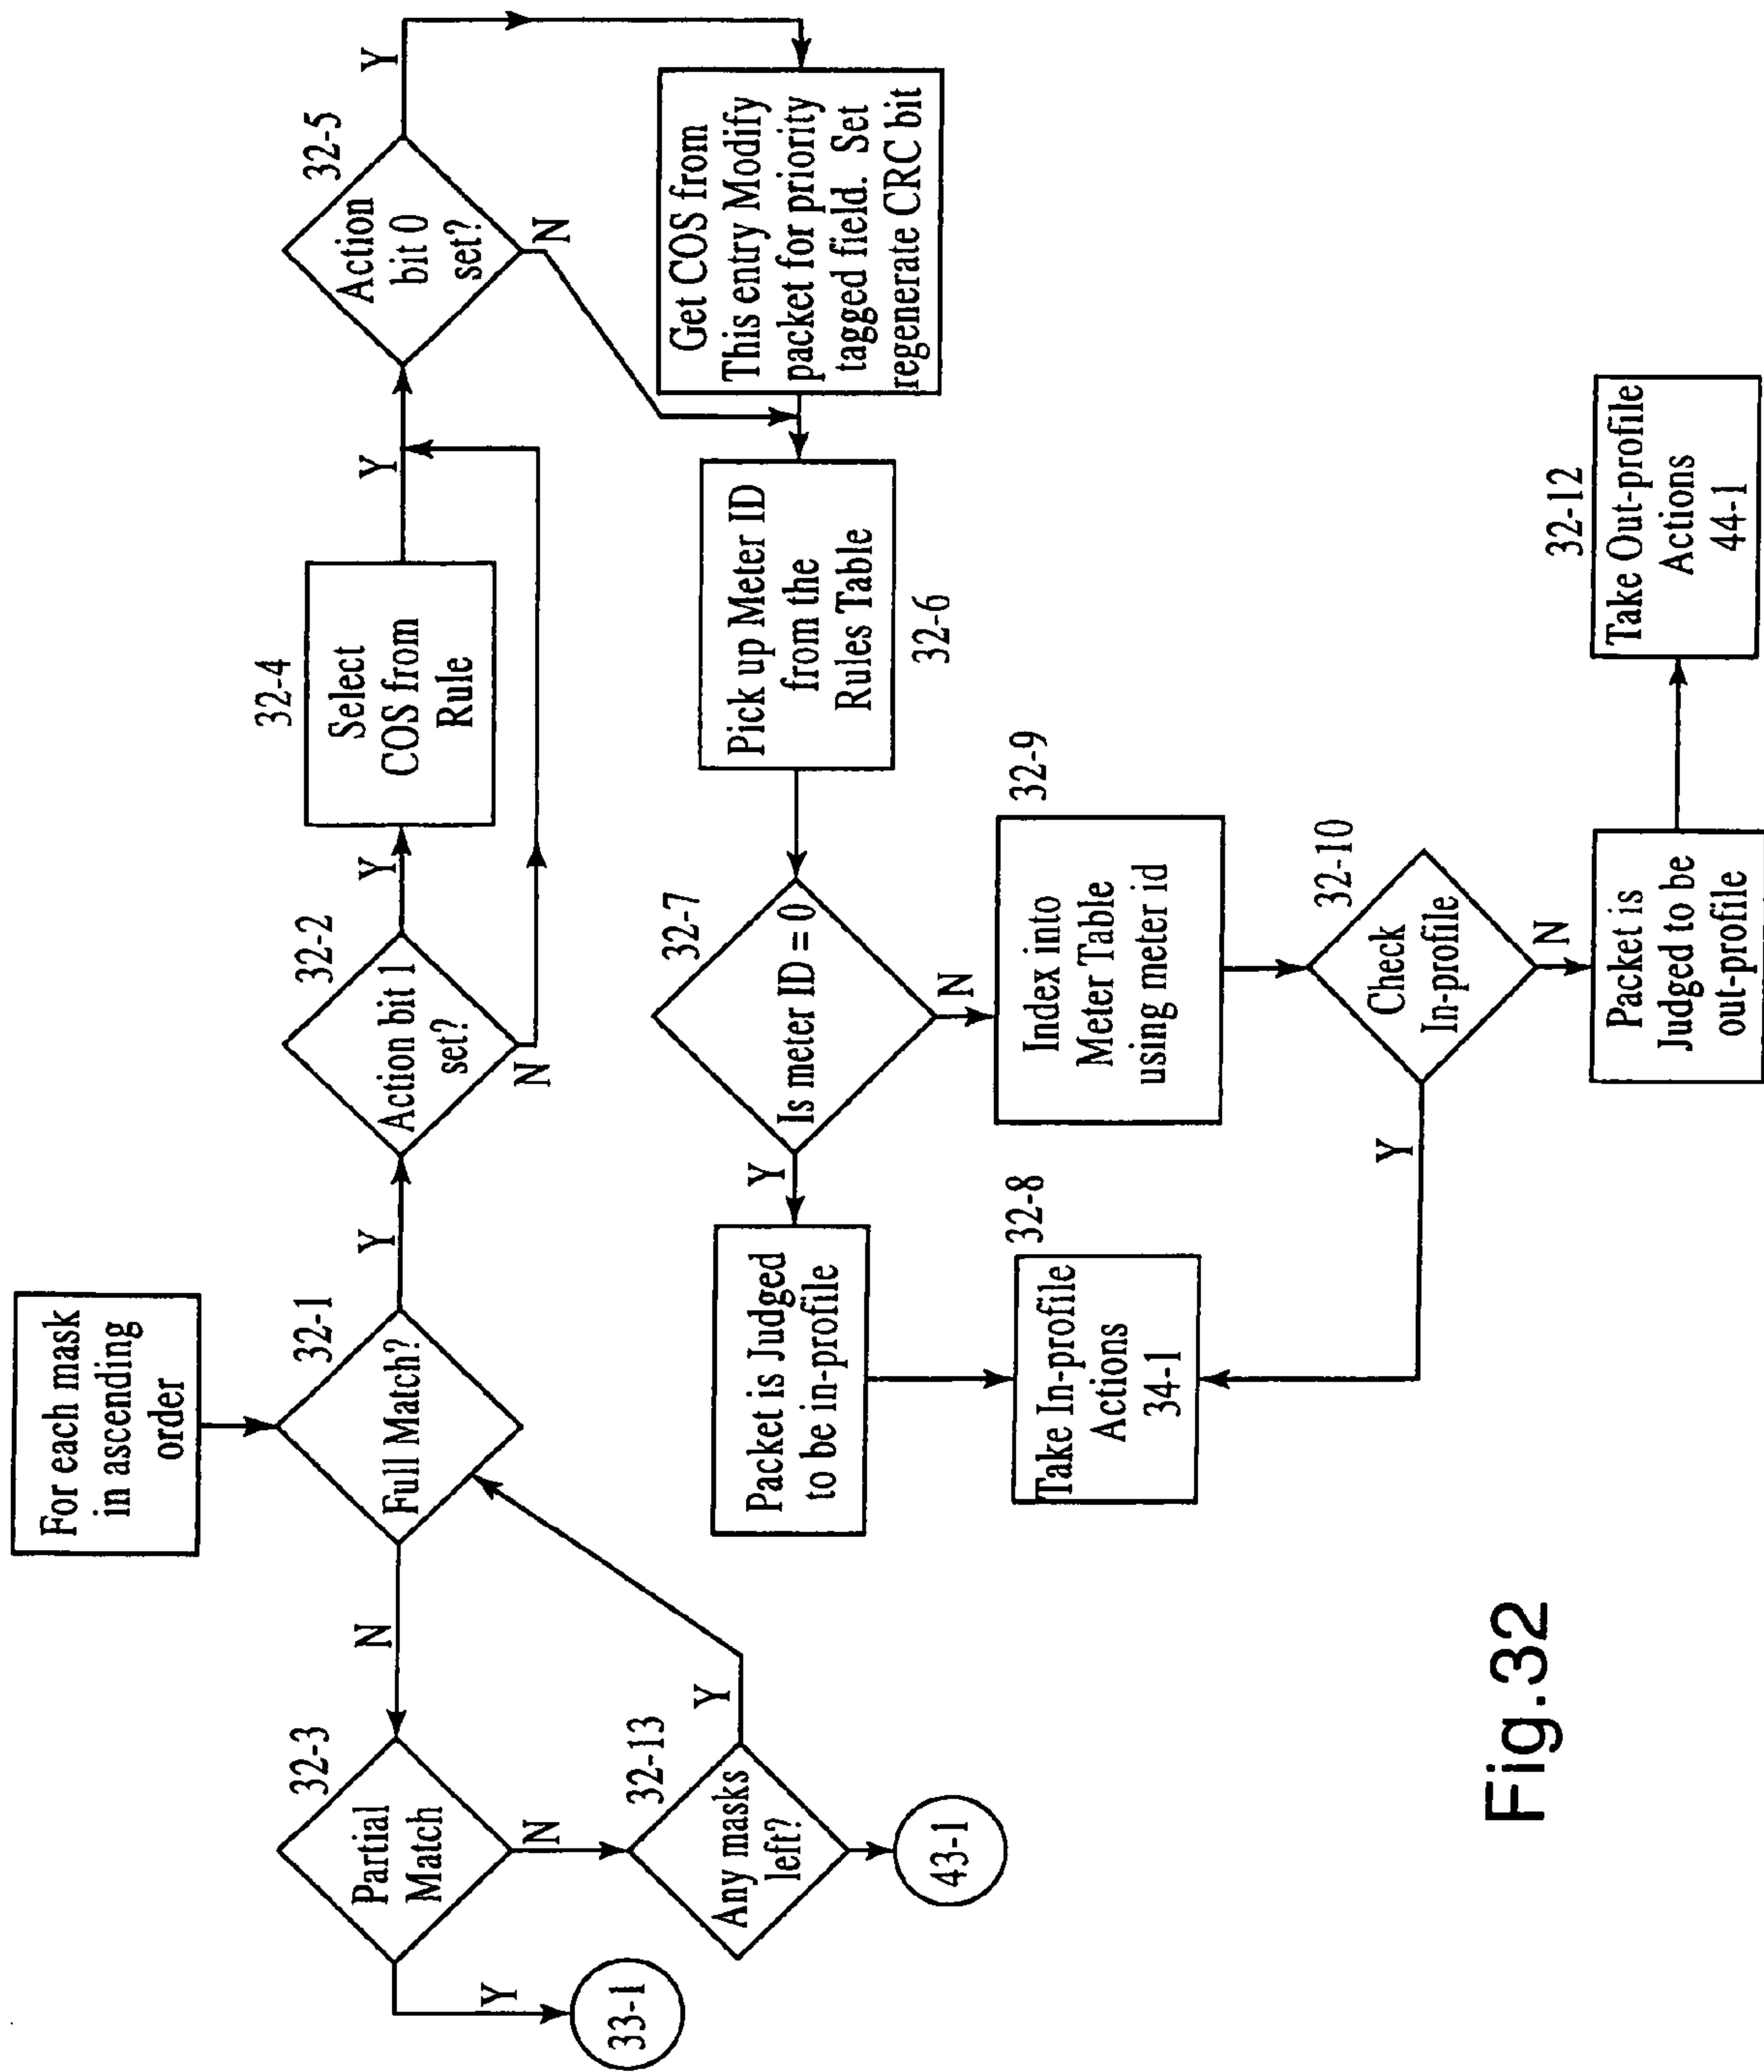 For each mask
in ascending
order
32-1
Full Match?
Y
N
32-2
Action bit 1
set?
Y
N
32-4
Select
COS from
Rule
Y
32-5
Action
bit 0
set?
Y
N
Get COS from
This entry Modify
packet for priority
tagged field. Set
regenerate CRC bit
32-3
Partial
Match
Y
N
33-1
32-13
Any masks
left?
Y
43-1
Pick up Meter ID
from the
Rules Table
32-6
32-7
Is meter ID = 0
Y
N
Packet is Judged
to be in-profile
32-8
Take In-profile
Actions
34-1
32-9
Index into
Meter Table
using meter id
32-10
Check
In-profile
Y
N
Packet is
Judged to be
out-profile
32-12
Take Out-profile
Actions
44-1
Fig.32